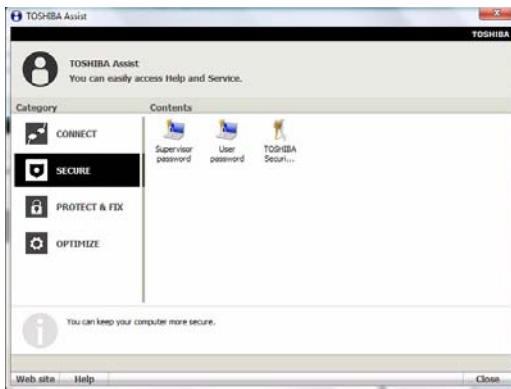 TOSHIBA Assist
TOSHIBA
TOSHIBA Assist
You can easily access Help and Service.
Category
Contents
CONNECT
SECURE
PROTECT & FIX
OPTIMIZE
Supervisor
password
User
password
TOSHIBA
Securi...
You can keep your computer more secure.
Web site
Help
Close